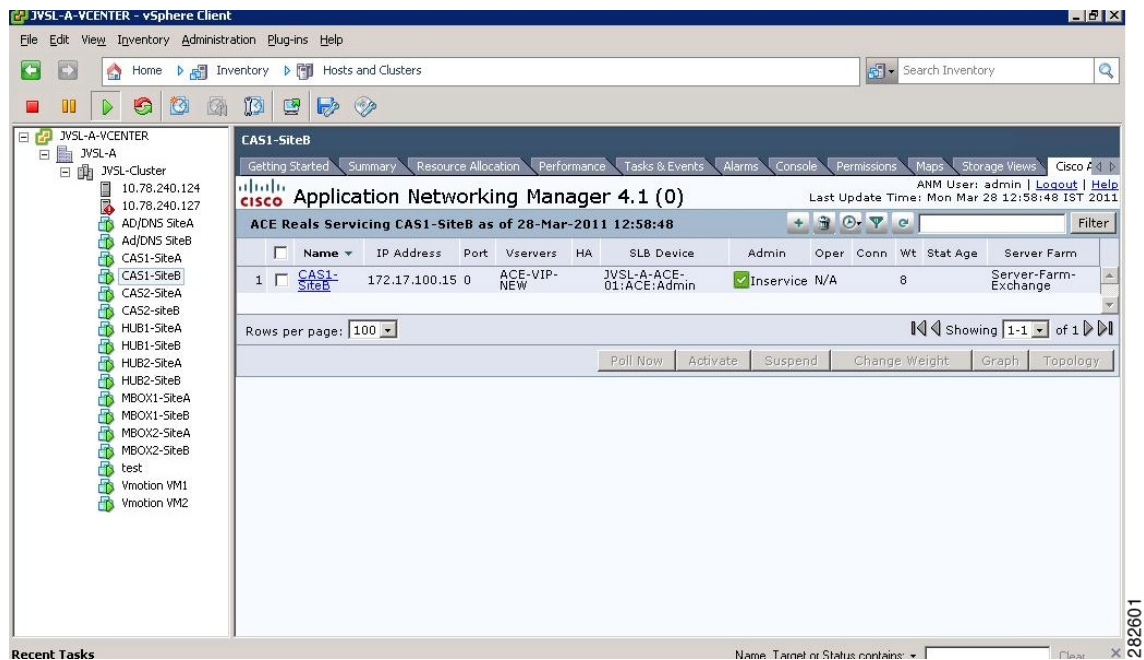 JVSL-A-VCENTER - vSphere Client
File Edit View Inventory Administration Plug-ins Help
Home Inventory Hosts and Clusters Search Inventory
JVSL-A-VCENTER
JVSL-A
JVSL-Cluster
10.78.240.124
10.78.240.127
AD/DNS SiteA
Ad/DNS SiteB
CAS1-SiteA
CAS1-SiteB
CAS2-SiteA
CAS2-siteB
HUB1-SiteA
HUB1-SiteB
HUB2-SiteA
HUB2-SiteB
MBOX1-SiteA
MBOX1-SiteB
MBOX2-SiteA
MBOX2-SiteB
test
Vmotion VM1
Vmotion VM2
CAS1-SiteB
Getting Started Summary Resource Allocation Performance Tasks & Events Alarms Console Permissions Maps Storage Views Cisco A
CISCO Application Networking Manager 4.1 (0)
ANM User: admin | Logout | Help
Last Update Time: Mon Mar 28 12:58:48 IST 2011
ACE Reals Servicing CAS1-SiteB as of 28-Mar-2011 12:58:48 Filter
Name IP Address Port Vservers HA SLB Device Admin Oper Conn Wt Stat Age Server Farm
1 CAS1-SiteB 172.17.100.15 0 ACE-VIP-NEW JVSL-A-ACE-01:ACE:Admin Inservice N/A 8 Server-Farm-Exchange
Rows per page: 100 Showing 1-1 of 1
Poll Now Activate Suspend Change Weight Graph Topology
Recent Tasks Name, Target or Status contains: Clear
282601